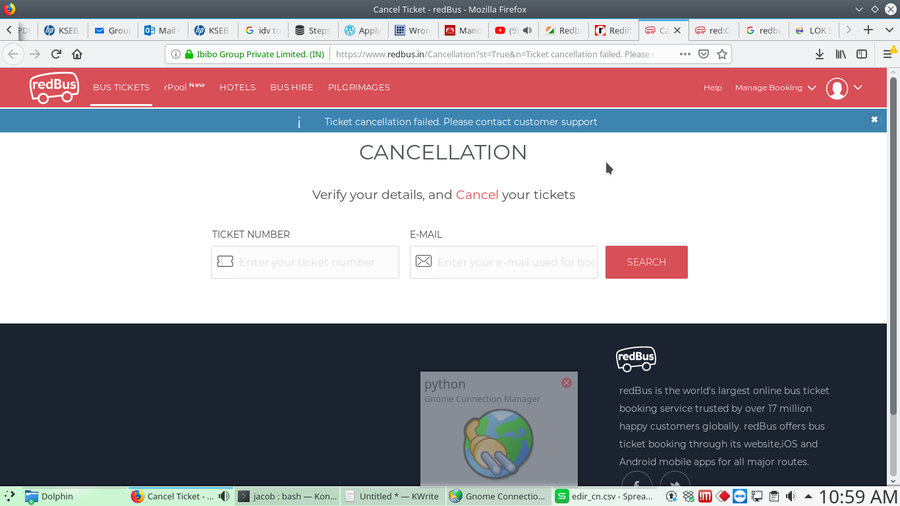 Cancel Ticket - redBus - Mozilla Firefox
KSEB
Group
Mail -
KSEB
idv to
Steps
Apply
Wron
Mand
(9)
Redb
Rediff
Ca
red:C
redbu
LOK S
Ibibo Group Private Limited. (IN)
https://www.redbus.in/Cancellation?st=True&n=Ticket cancellation failed. Please c
redBus
BUS TICKETS
rPool New
HOTELS
BUS HIRE
PILGRIMAGES
Help
Manage Booking
Ticket cancellation failed. Please contact customer support
CANCELLATION
Verify your details, and Cancel your tickets
TICKET NUMBER
E-MAIL
Enter your ticket number
Enter your e-mail used for boo
SEARCH
redBus
python
Gnome Connection Manager
redBus is the world's largest online bus ticket
booking service trusted by over 17 million
happy customers globally. redBus offers bus
ticket booking through its website,iOS and
Android mobile apps for all major routes.
Dolphin
Cancel Ticket - ...
jacob : bash — Kon...
Untitled * — KWrite
Gnome Connectio...
edir_cn.csv - Sprea...
10:59 AM